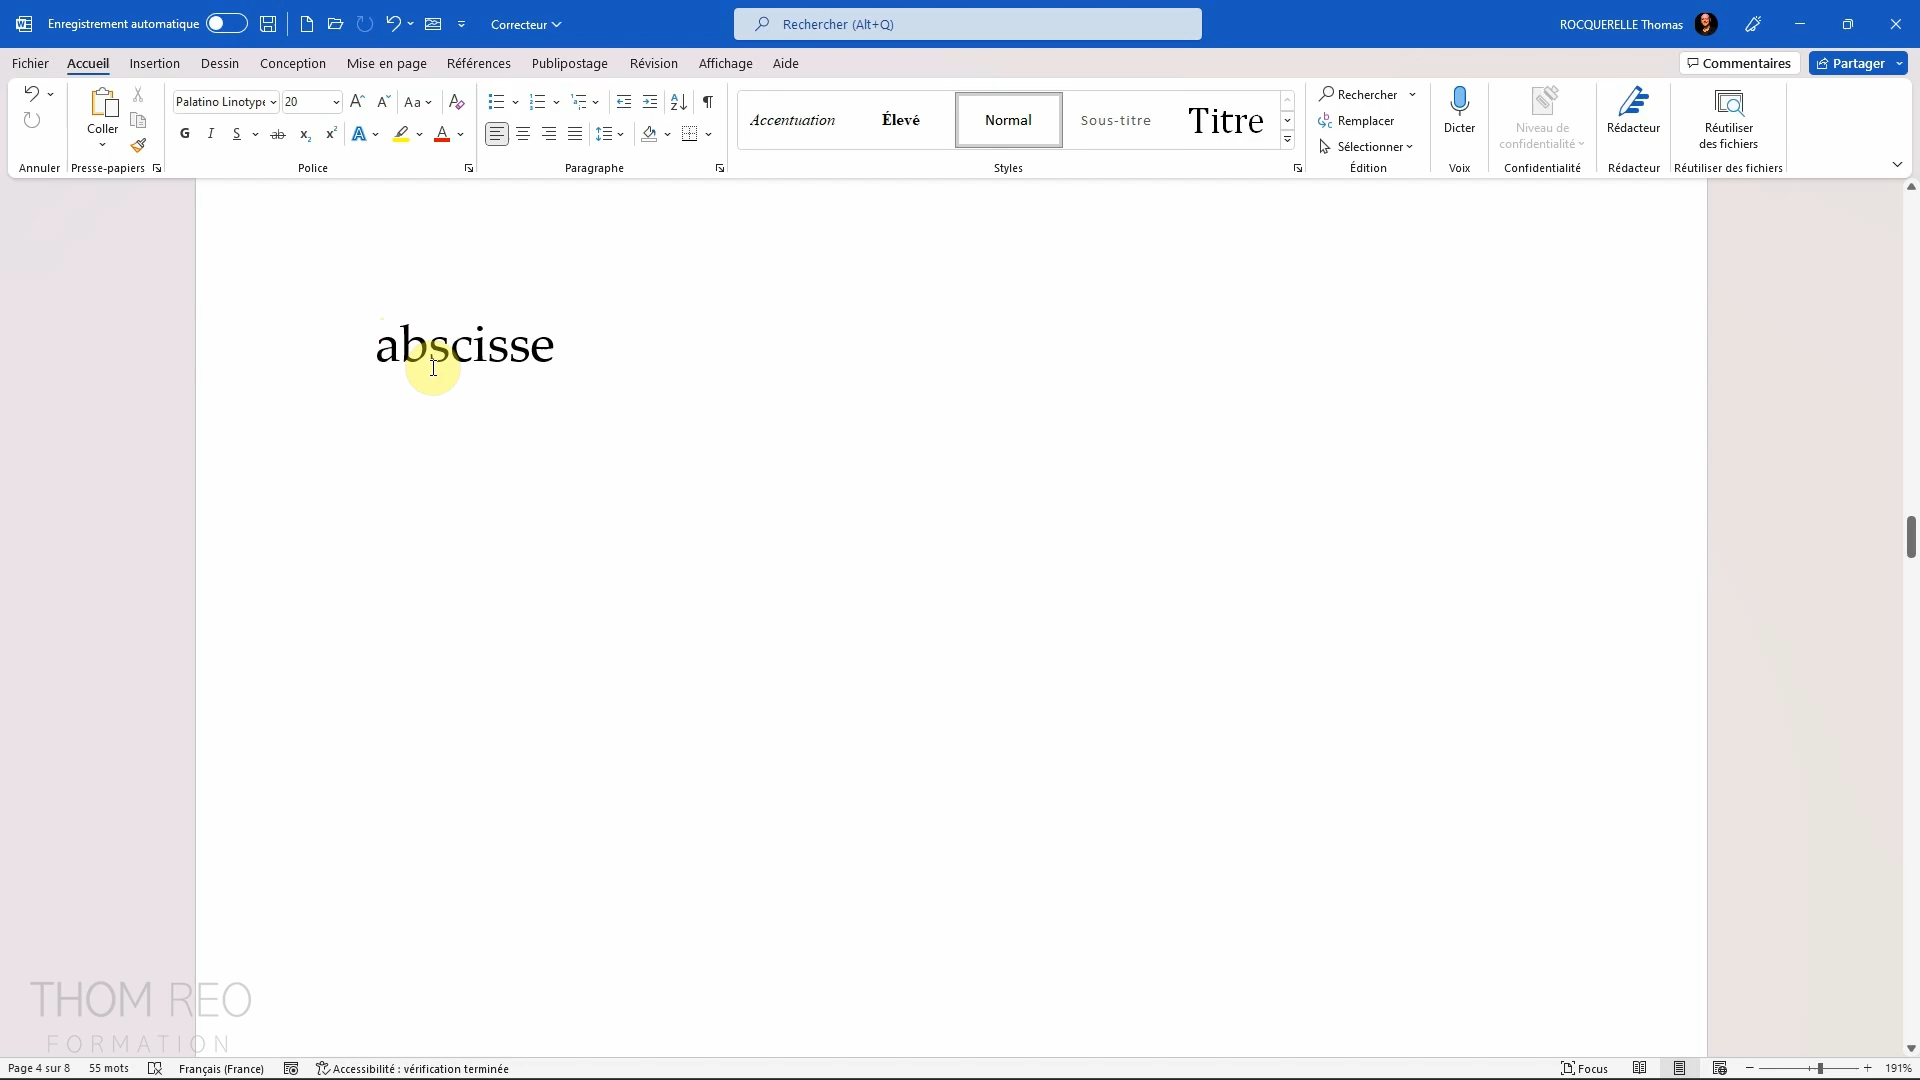 Enregistrement automatique
Correcteur
Rechercher (Alt+Q)
ROCQUERELLE Thomas
Fichier Accueil Insertion Dessin Conception Mise en page Références Publipostage Révision Affichage Aide
Commentaires Partager
Annuler
Coller
Presse-papiers
Palatino Linotype 20
Aa
G I S ab x₂ x² A A
Police
Paragraphe
Accentuation Élevé Normal Sous-titre Titre
Styles
Rechercher
Remplacer
Sélectionner
Édition
Dicter
Voix
Niveau de
confidentialité
Confidentialité
Rédacteur
Rédacteur
Réutiliser
des fichiers
Réutiliser des fichiers
abscisse
THOM REO
FORMATION
Page 4 sur 8 55 mots Français (France) Accessibilité : vérification terminée
Focus 191%